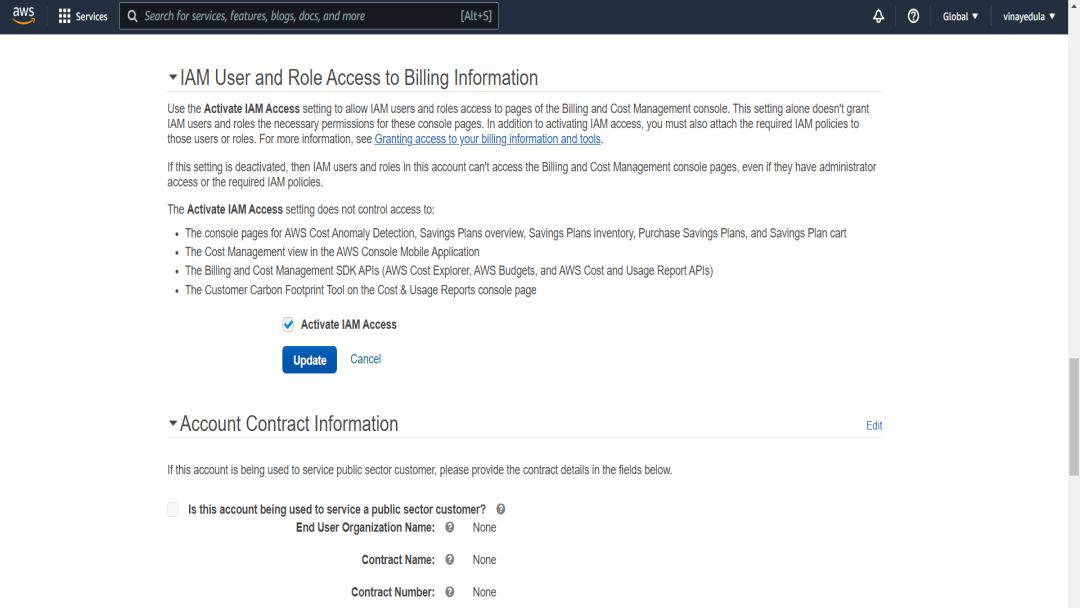 aws
Services
Search for services, features, blogs, docs, and more
[Alt+S]
Global
vinayedula
IAM User and Role Access to Billing Information
Use the Activate IAM Access setting to allow IAM users and roles access to pages of the Billing and Cost Management console. This setting alone doesn't grant
IAM users and roles the necessary permissions for these console pages. In addition to activating IAM access, you must also attach the required IAM policies to
those users or roles. For more information, see Granting access to your billing information and tools.
If this setting is deactivated, then IAM users and roles in this account can't access the Billing and Cost Management console pages, even if they have administrator
access or the required IAM policies.
The Activate IAM Access setting does not control access to:
• The console pages for AWS Cost Anomaly Detection, Savings Plans overview, Savings Plans inventory, Purchase Savings Plans, and Savings Plan cart
• The Cost Management view in the AWS Console Mobile Application
• The Billing and Cost Management SDK APIs (AWS Cost Explorer, AWS Budgets, and AWS Cost and Usage Report APIs)
• The Customer Carbon Footprint Tool on the Cost & Usage Reports console page
Activate IAM Access
Update
Cancel
Account Contract Information
Edit
If this account is being used to service public sector customer, please provide the contract details in the fields below.
Is this account being used to service a public sector customer?
End User Organization Name: None
Contract Name: None
Contract Number: None